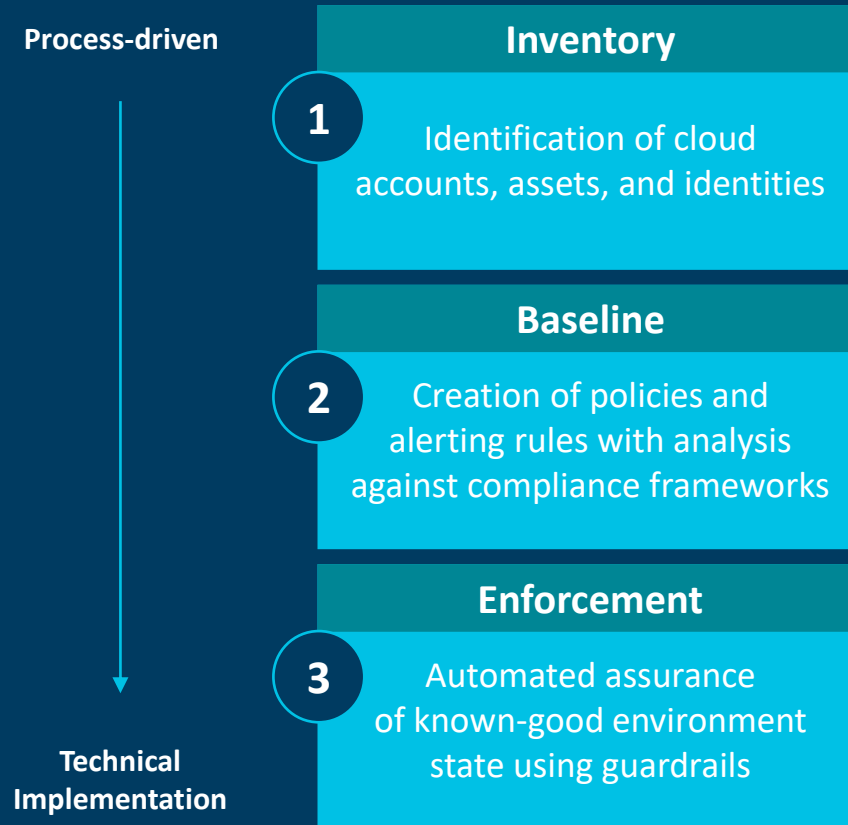 Process-driven
Inventory
1
Identification of cloud
accounts, assets, and identities
Baseline
2
Creation of policies and
alerting rules with analysis
against compliance frameworks
Enforcement
3
Automated assurance
of known-good environment
state using guardrails
Technical
Implementation